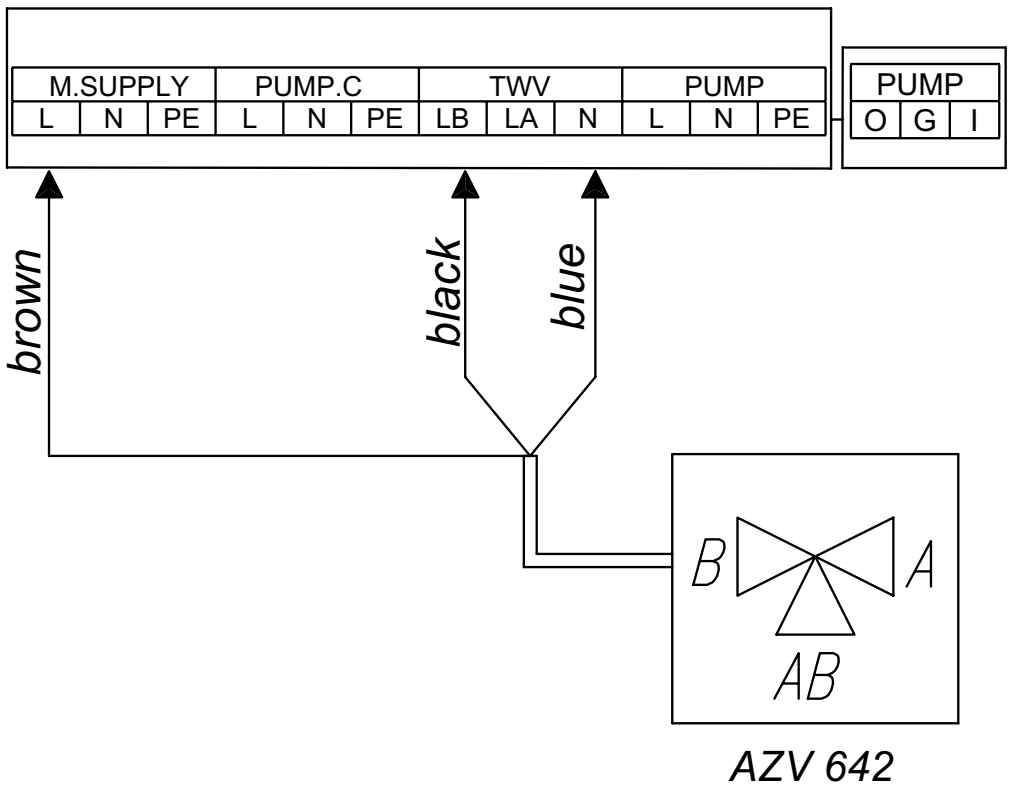 M.SUPPLY PUMP.C TWV PUMP PUMP
L N PE L N PE LB LA N L N PE O G I
brown
black
blue
B
A
AB
AZV 642